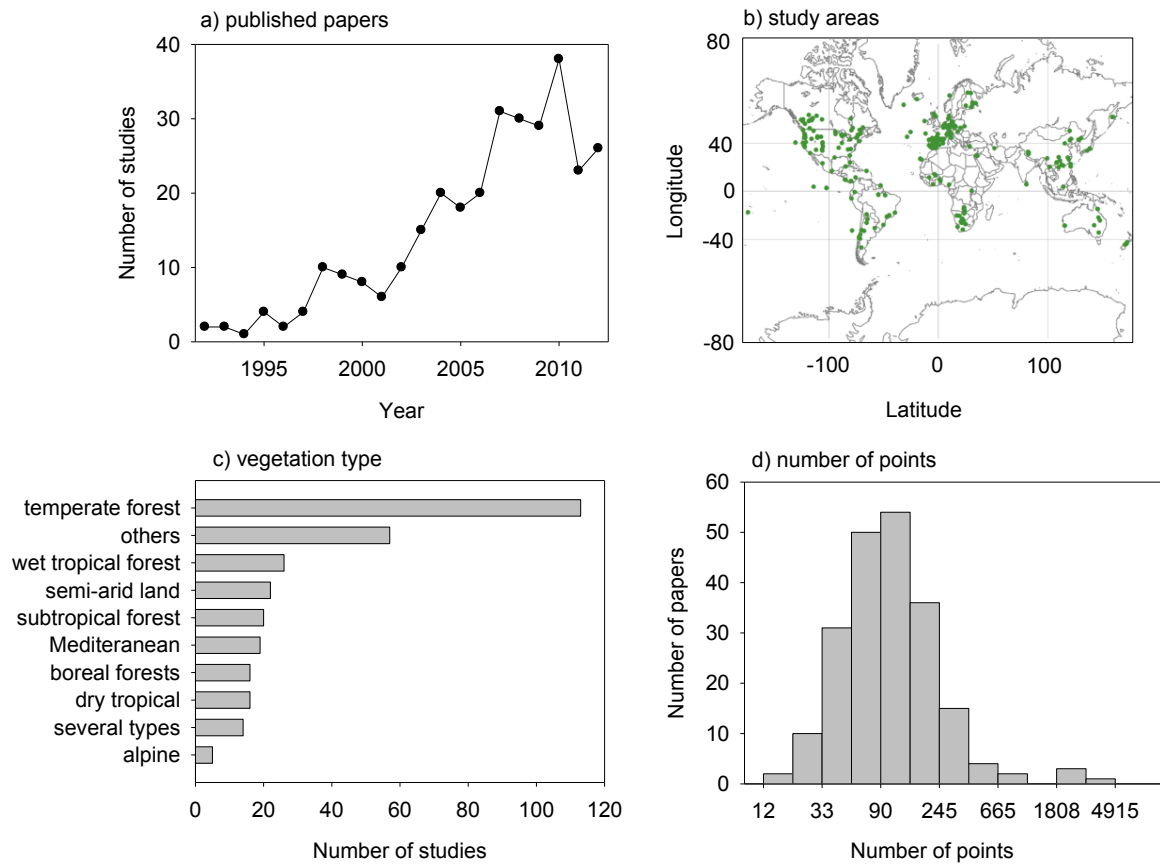 a) published papers
40
30
20
10
0
Number of studies
1995 2000 2005 2010
Year
b) study areas
80
40
0
-40
-80
Longitude
-100 0 100
Latitude
c) vegetation type
temperate forest
others
wet tropical forest
semi-arid land
subtropical forest
Mediteranean
boreal forests
dry tropical
several types
alpine
0 20 40 60 80 100 120
Number of studies
d) number of points
60
50
40
30
20
10
0
Number of papers
12 33 90 245 665 1808 4915
Number of points